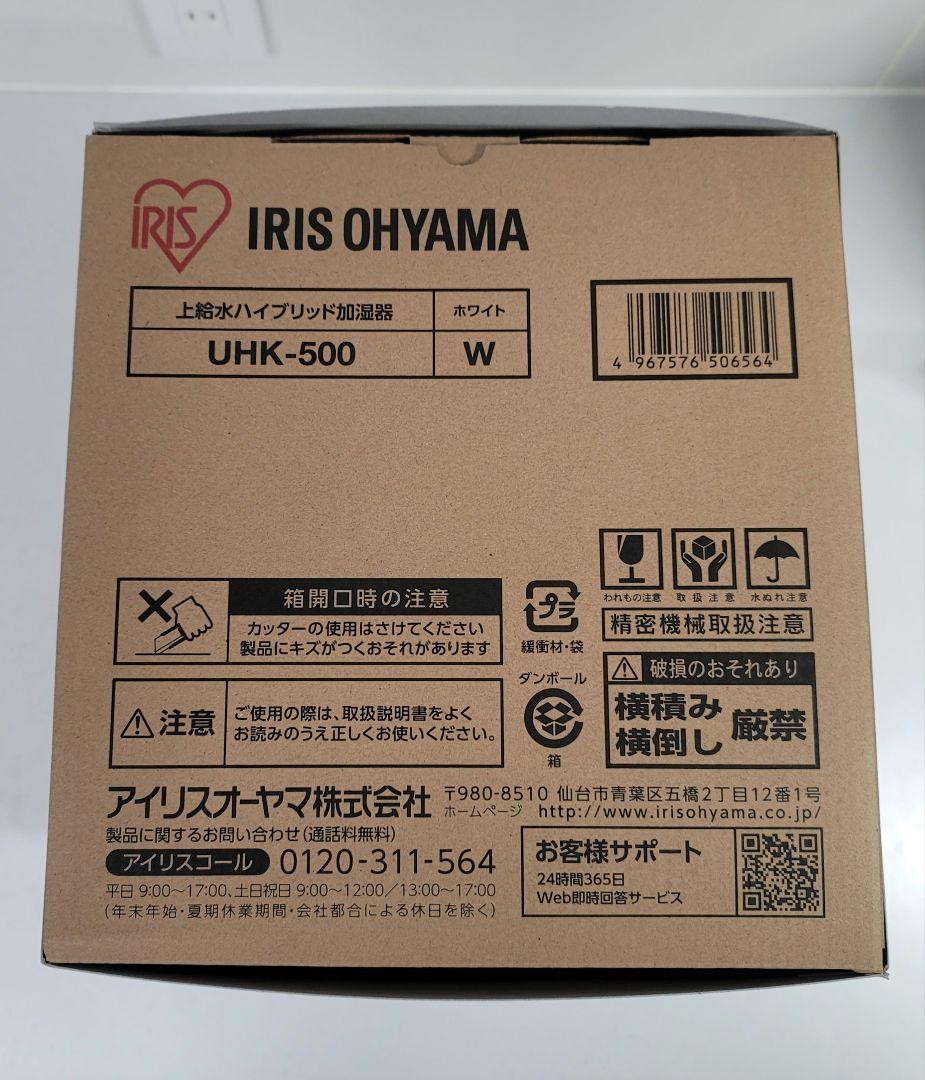 IRIS
IRIS OHYAMA
上給水ハイブリッド加湿器 ホワイト
UHK-500 W
4 967576 506564
われもの注意 取扱注意 水ぬれ注意
精密機械取扱注意
箱開口時の注意
カッターの使用はさけてください
製品にキズがつくおそれがあります
プラ
緩衝材・袋
破損のおそれあり
横積み
横倒し
厳禁
注意
ご使用の際は、取扱説明書をよく
お読みのうえ正しくお使いください。
ダンボール
箱
アイリスオーヤマ株式会社
〒980-8510 仙台市青葉区五橋2丁目12番1号
ホームページ http://www.irisohyama.co.jp/
製品に関するお問い合わせ(通話料無料)
アイリスコール 0120-311-564
平日 9:00〜17:00、土日祝日 9:00〜12:00/13:00〜17:00
(年末年始・夏期休業期間・会社都合による休日を除く)
お客様サポート
24時間365日
Web即時回答サービス